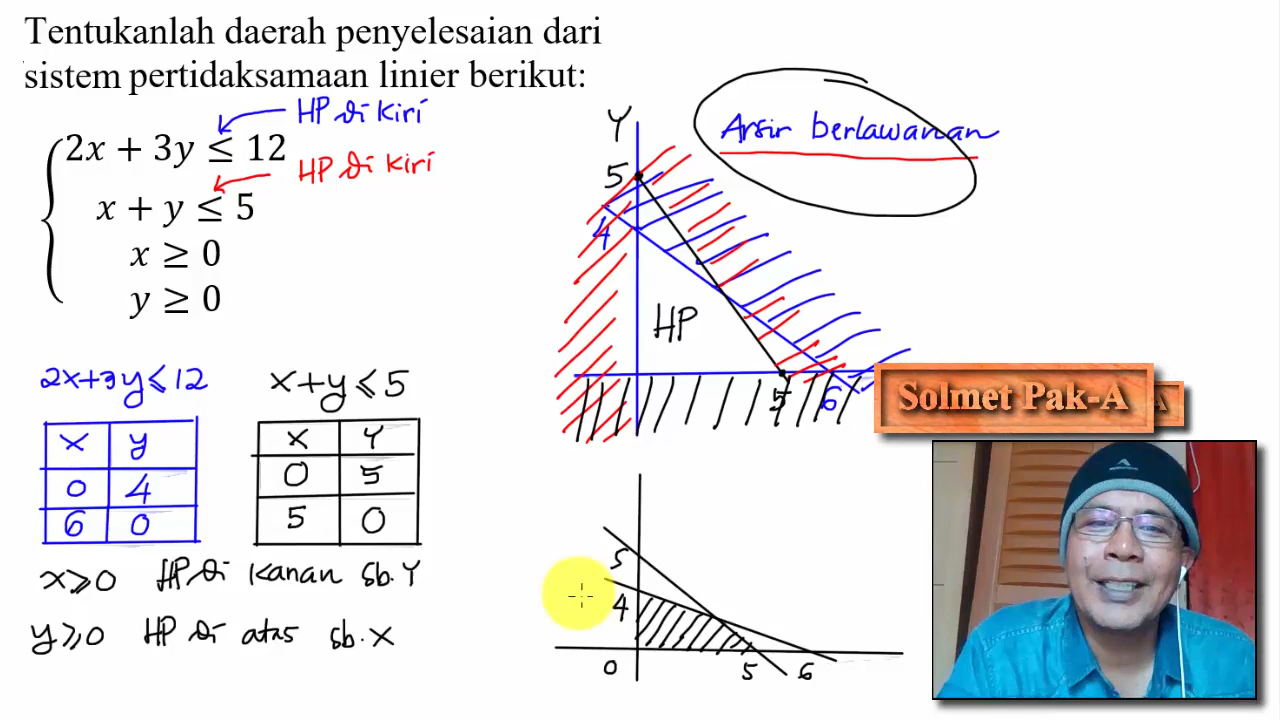 Tentukanlah daerah penyelesaian dari
sistem pertidaksamaan linier berikut:
2x + 3y ≤ 12
HP di kiri
x + y ≤ 5
HP di kiri
x ≥ 0
y ≥ 0
2x+3y ≤ 12
x y
0 4
6 0
x+y ≤ 5
X Y
0 5
5 0
x ≥ 0 HP di kanan sb. Y
y ≥ 0 HP di atas sb. X
Arsir berlawanan
Y
5
4
HP
5 6
Solmet Pak-A
A
5
4
0 5 6